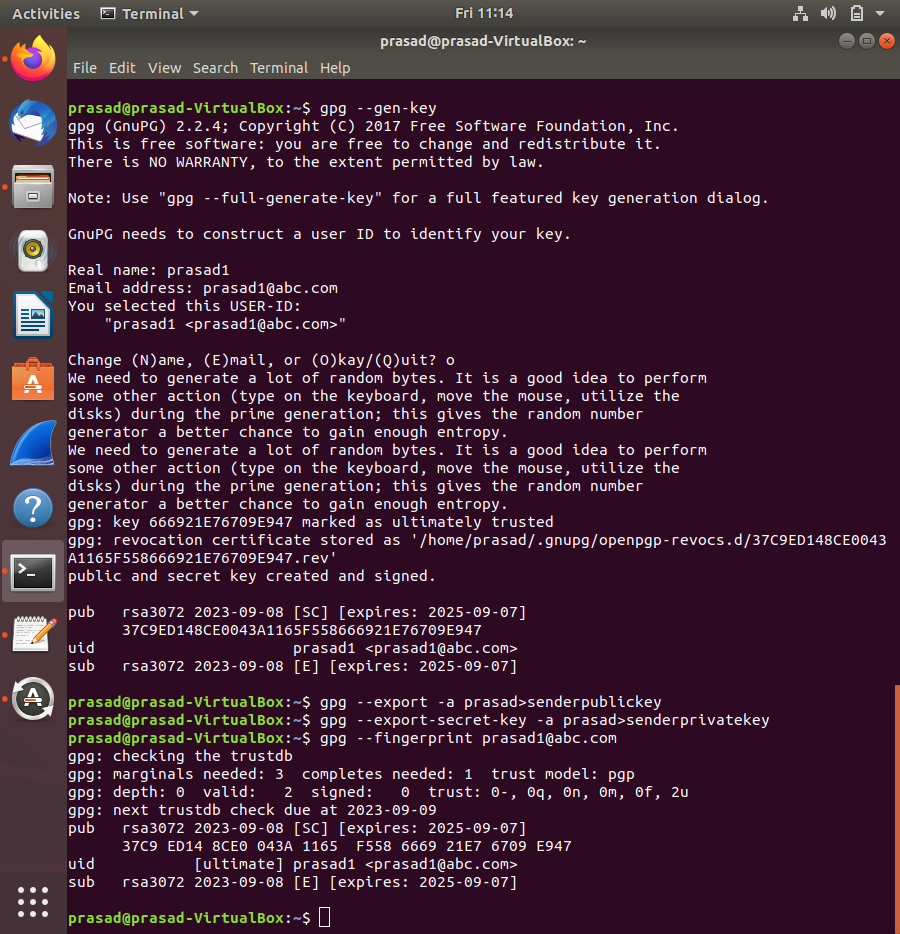 Activities Terminal Fri 11:14
prasad@prasad-VirtualBox: ~
File Edit View Search Terminal Help
prasad@prasad-VirtualBox:~$ gpg --gen-key
gpg (GnuPG) 2.2.4; Copyright (C) 2017 Free Software Foundation, Inc.
This is free software: you are free to change and redistribute it.
There is NO WARRANTY, to the extent permitted by law.
Note: Use "gpg --full-generate-key" for a full featured key generation dialog.
GnuPG needs to construct a user ID to identify your key.
Real name: prasad1
Email address: prasad1@abc.com
You selected this USER-ID:
"prasad1 <prasad1@abc.com>"
Change (N)ame, (E)mail, or (O)kay/(Q)uit? o
We need to generate a lot of random bytes. It is a good idea to perform
some other action (type on the keyboard, move the mouse, utilize the
disks) during the prime generation; this gives the random number
generator a better chance to gain enough entropy.
We need to generate a lot of random bytes. It is a good idea to perform
some other action (type on the keyboard, move the mouse, utilize the
disks) during the prime generation; this gives the random number
generator a better chance to gain enough entropy.
gpg: key 666921E76709E947 marked as ultimately trusted
gpg: revocation certificate stored as '/home/prasad/.gnupg/openpgp-revocs.d/37C9ED148CE0043
A1165F558666921E76709E947.rev'
public and secret key created and signed.
pub rsa3072 2023-09-08 [SC] [expires: 2025-09-07]
37C9ED148CE0043A1165F558666921E76709E947
uid prasad1 <prasad1@abc.com>
sub rsa3072 2023-09-08 [E] [expires: 2025-09-07]
prasad@prasad-VirtualBox:~$ gpg --export -a prasad>senderpublickey
prasad@prasad-VirtualBox:~$ gpg --export-secret-key -a prasad>senderprivatekey
prasad@prasad-VirtualBox:~$ gpg --fingerprint prasad1@abc.com
gpg: checking the trustdb
gpg: marginals needed: 3 completes needed: 1 trust model: pgp
gpg: depth: 0 valid: 2 signed: 0 trust: 0-, 0q, 0n, 0m, 0f, 2u
gpg: next trustdb check due at 2023-09-09
pub rsa3072 2023-09-08 [SC] [expires: 2025-09-07]
37C9 ED14 8CE0 043A 1165 F558 6669 21E7 6709 E947
uid [ultimate] prasad1 <prasad1@abc.com>
sub rsa3072 2023-09-08 [E] [expires: 2025-09-07]
prasad@prasad-VirtualBox:~$